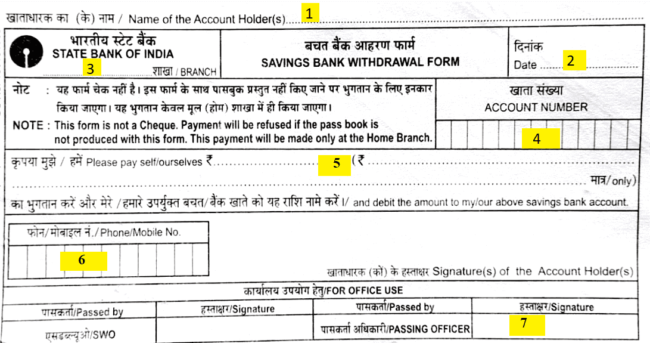 खाताधारक का (के) नाम / Name of the Account Holder(s)......1......
भारतीय स्टेट बैंक
STATE BANK OF INDIA
3 शाखा / BRANCH
बचत बैंक आहरण फार्म
SAVINGS BANK WITHDRAWAL FORM
दिनांक
Date ......2......
नोट : यह फार्म चेक नहीं है। इस फार्म के साथ पासबुक प्रस्तुत नहीं किए जाने पर भुगतान के लिए इनकार
किया जाएगा। यह भुगतान केवल मूल (होम) शाखा में ही किया जाएगा।
NOTE : This form is not a Cheque. Payment will be refused if the pass book is
not produced with this form. This payment will be made only at the Home Branch.
खाता संख्या
ACCOUNT NUMBER
4
कृपया मुझे / हमें Please pay self/ourselves ₹......5......(₹......
......मात्र/only)
का भुगतान करें और मेरे /हमारे उपर्युक्त बचत/बैंक खाते को यह राशि नामे करें।/ and debit the amount to my/our above savings bank account.
फोन/मोबाइल नं./Phone/Mobile No.
6
खाताधारक (कों) के हस्ताक्षर Signature(s) of the Account Holder(s)
कार्यालय उपयोग हेतु/FOR OFFICE USE
पासकर्ता/Passed by हस्ताक्षर/Signature पासकर्ता/Passed by हस्ताक्षर/Signature
एसडब्ल्यूओ/SWO पासकर्ता अधिकारी/PASSING OFFICER 7